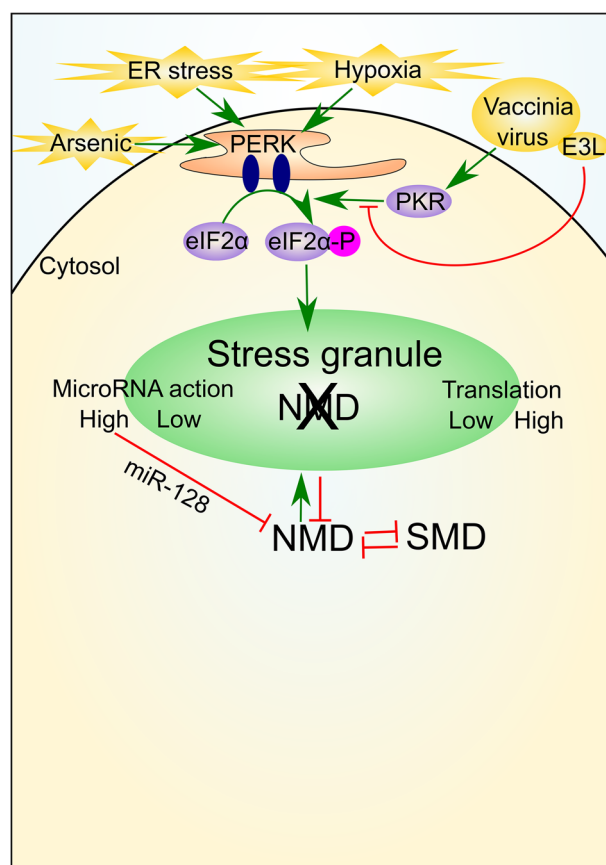 ER stress
Hypoxia
Arsenic
PERK
Vaccinia
virus
E3L
PKR
eIF2α
eIF2α-P
Cytosol
Stress granule
MicroRNA action
High Low
NMD
Translation
Low High
miR-128
NMD
SMD